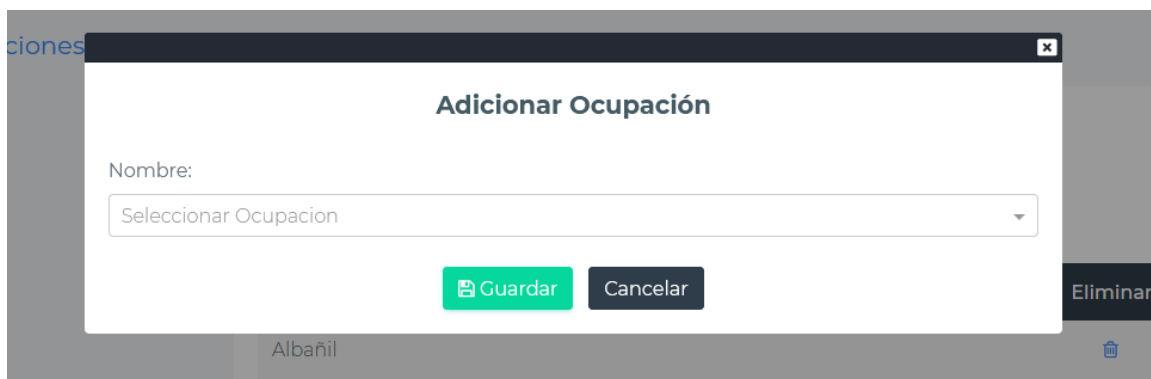 ciones
Adicionar Ocupación
Nombre:
Seleccionar Ocupacion
Guardar
Cancelar
Eliminar
Albañil